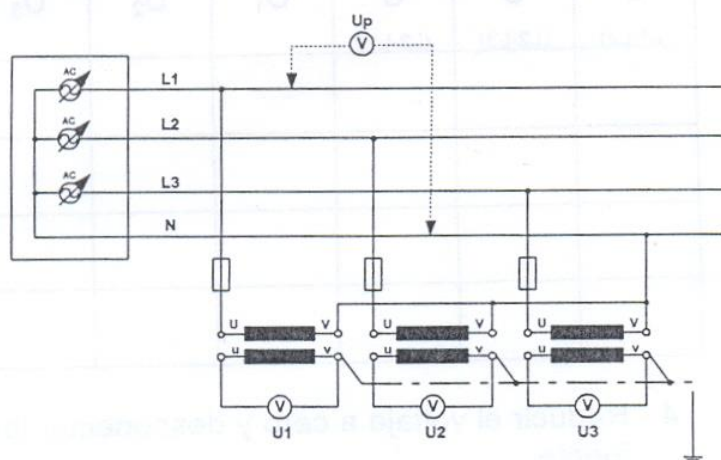 Up
V
AC
L1
AC
L2
AC
L3
N
U V U V U V
u v u v u v
V V V
U1 U2 U3